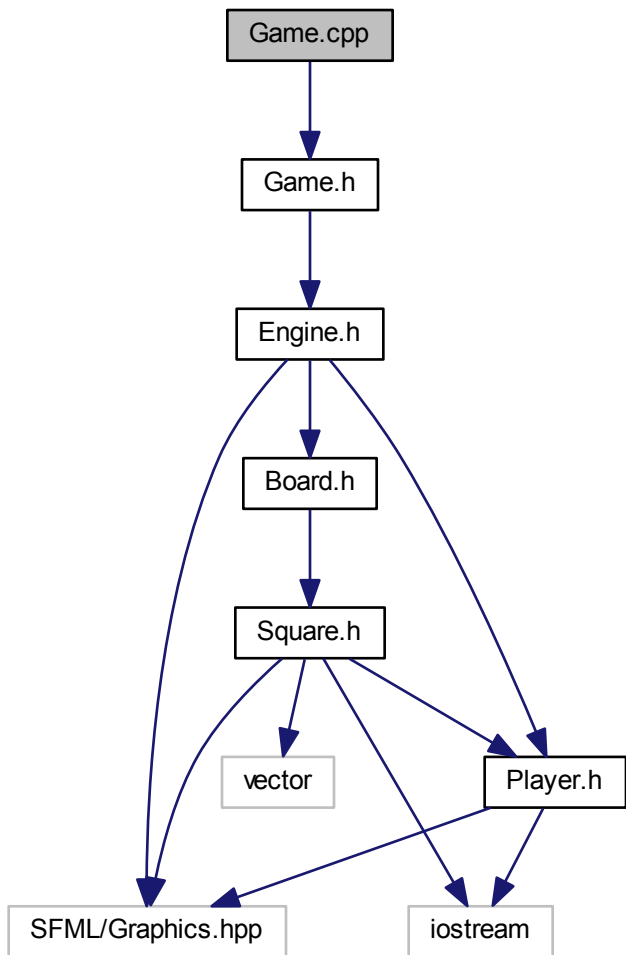 Game.cpp
Game.h
Engine.h
Board.h
Square.h
vector
Player.h
SFML/Graphics.hpp
iostream